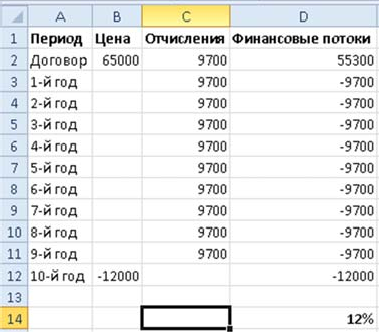 A B C D
1 Период Цена Отчисления Финансовые потоки
2 Договор 65000 9700 55300
3 1-й год 9700 -9700
4 2-й год 9700 -9700
5 3-й год 9700 -9700
6 4-й год 9700 -9700
7 5-й год 9700 -9700
8 6-й год 9700 -9700
9 7-й год 9700 -9700
10 8-й год 9700 -9700
11 9-й год 9700 -9700
12 10-й год -12000 -12000
13
14 12%